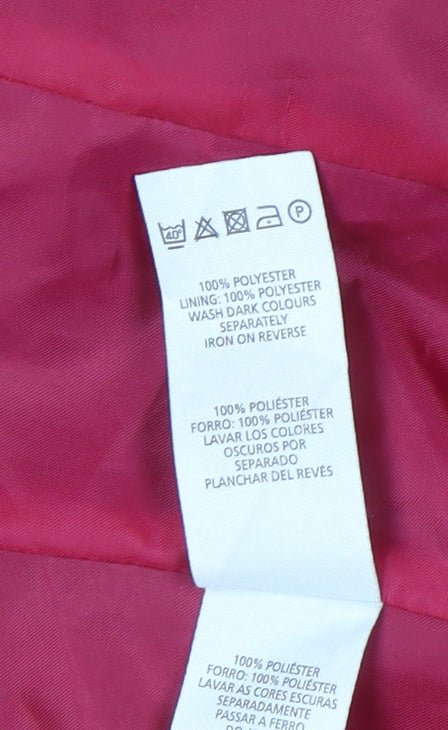 40° P
100% POLYESTER
LINING: 100% POLYESTER
WASH DARK COLOURS
SEPARATELY
IRON ON REVERSE
100% POLIÉSTER
FORRO: 100% POLIÉSTER
LAVAR LOS COLORES
OSCUROS POR
SEPARADO
PLANCHAR DEL REVÉS
100% POLIÉSTER
FORRO: 100% POLIÉSTER
LAVAR AS CORES ESCURAS
SEPARADAMENTE
PASSAR A FERRO